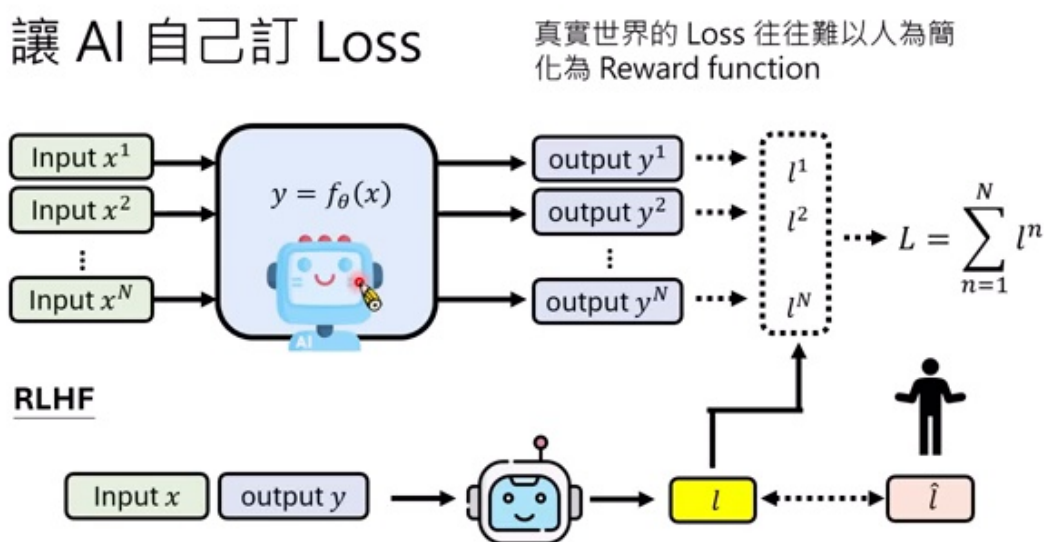 讓 AI 自己訂 Loss
真實世界的 Loss 往往難以人為簡
化為 Reward function
Input x¹
Input x²
⋮
Input xᴺ
y = f_θ(x)
AI
output y¹
output y²
⋮
output yᴺ
l¹
l²
lᴺ
L = ∑_{n=1}^{N} lⁿ
RLHF
Input x
output y
l
l̂